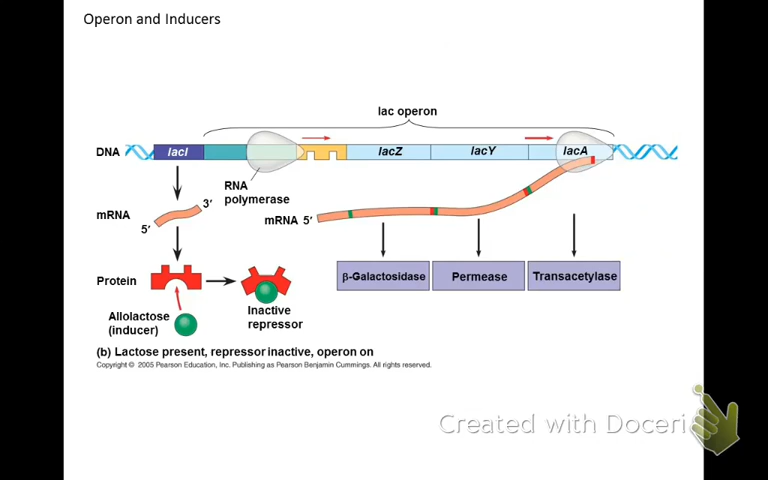 Operon and Inducers
lac operon
DNA
lacI
lacZ
lacY
lacA
RNA
polymerase
mRNA
3′
5′
mRNA 5′
Protein
β-Galactosidase
Permease
Transacetylase
Allolactose
(inducer)
Inactive
repressor
(b) Lactose present, repressor inactive, operon on
Copyright © 2005 Pearson Education, Inc. Publishing as Pearson Benjamin Cummings. All rights reserved.
Created with Doceri